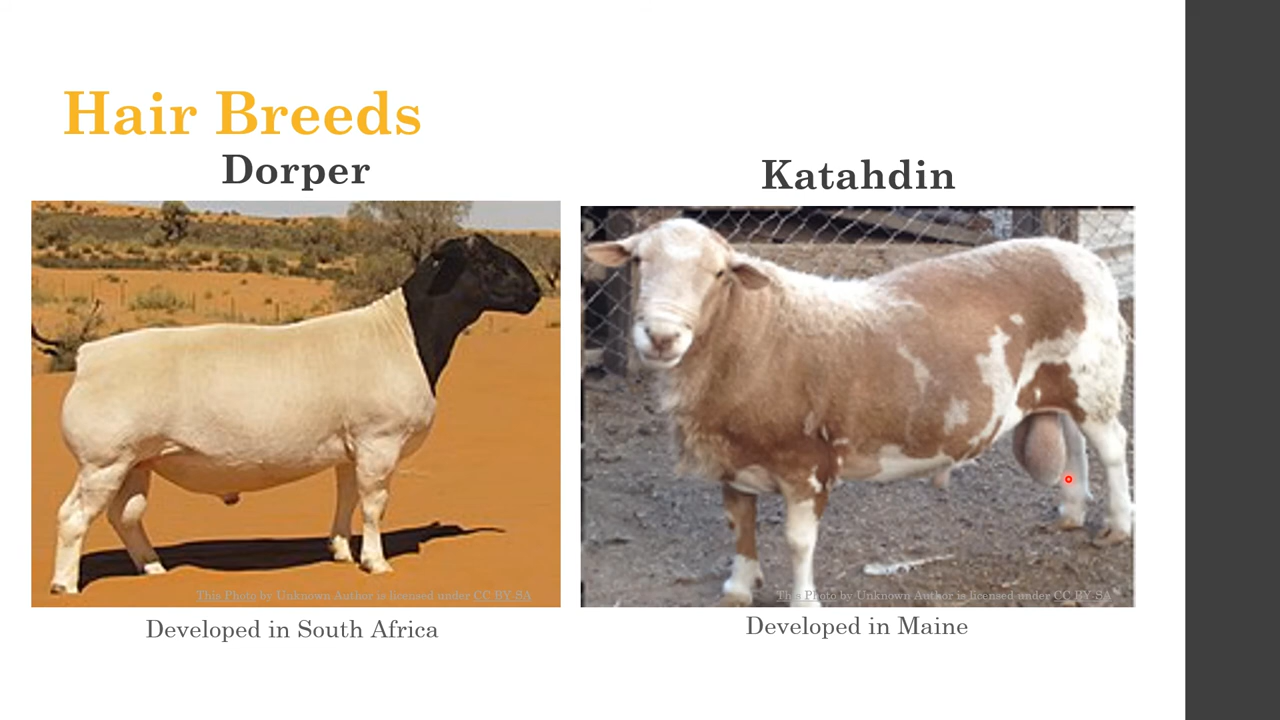 Hair Breeds
Dorper
Katahdin
This Photo by Unknown Author is licensed under CC BY-SA
This Photo by Unknown Author is licensed under CC BY-SA
Developed in South Africa
Developed in Maine